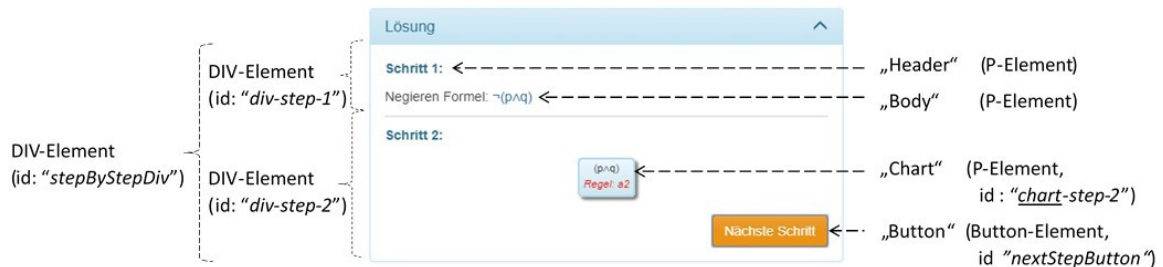 Lösung
Schritt 1:
Negieren Formel: ¬(p∧q)
Schritt 2:
(p∧q)
Regel: a2
Nächste Schritt
DIV-Element
(id: “stepByStepDiv”)
DIV-Element
(id: “div-step-1”)
DIV-Element
(id: “div-step-2”)
„Header“ (P-Element)
„Body“ (P-Element)
„Chart“ (P-Element,
id : “chart-step-2”)
„Button“ (Button-Element,
id ”nextStepButton“)